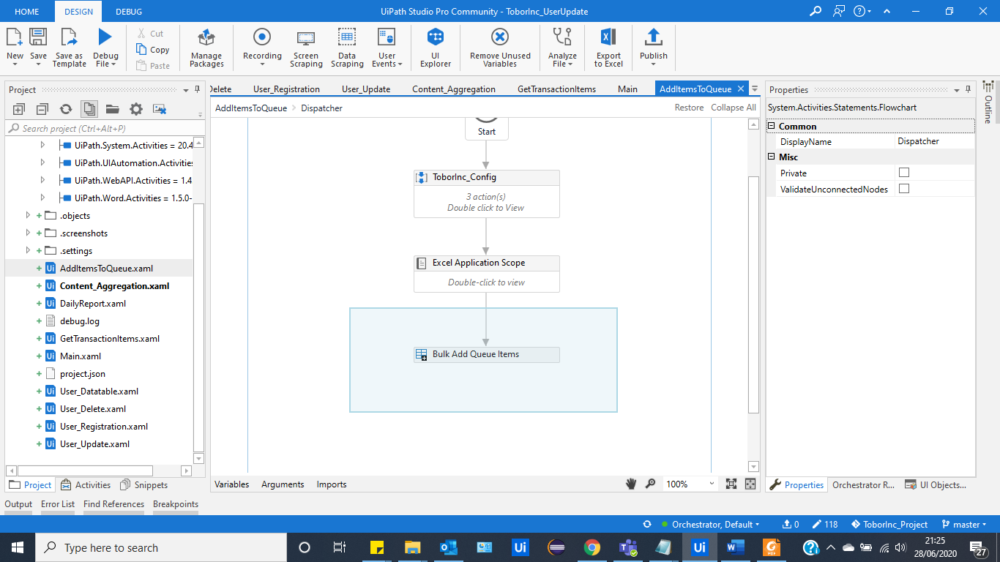 HOME
DESIGN
DEBUG
UiPath Studio Pro Community - ToborInc_UserUpdate
New
Save
Save as Template
Debug File
Cut
Copy
Paste
Manage Packages
Recording
Screen Scraping
Data Scraping
User Events
UI Explorer
Remove Unused Variables
Analyze File
Export to Excel
Publish
Project
Search project (Ctrl+Alt+P)
UiPath.System.Activities = 20.4
UiPath.UIAutomation.Activities
UiPath.WebAPI.Activities = 1.4
UiPath.Word.Activities = 1.5.0-
.objects
.screenshots
.settings
AddItemsToQueue.xaml
Content_Aggregation.xaml
DailyReport.xaml
debug.log
GetTransactionItems.xaml
Main.xaml
project.json
User_Datatable.xaml
User_Delete.xaml
User_Registration.xaml
User_Update.xaml
Project
Activities
Snippets
Delete
User_Registration
User_Update
Content_Aggregation
GetTransactionItems
Main
AddItemsToQueue
AddItemsToQueue
Dispatcher
Restore
Collapse All
Start
ToborInc_Config
3 action(s)
Double click to View
Excel Application Scope
Double-click to view
Bulk Add Queue Items
Variables
Arguments
Imports
100%
Properties
System.Activities.Statements.Flowchart
Common
DisplayName
Dispatcher
Misc
Private
ValidateUnconnectedNodes
Properties
Orchestrator R...
UI Objects...
Outline
Output
Error List
Find References
Breakpoints
Orchestrator, Default
0
118
ToborInc_Project
master
Type here to search
21:25
28/06/2020
27